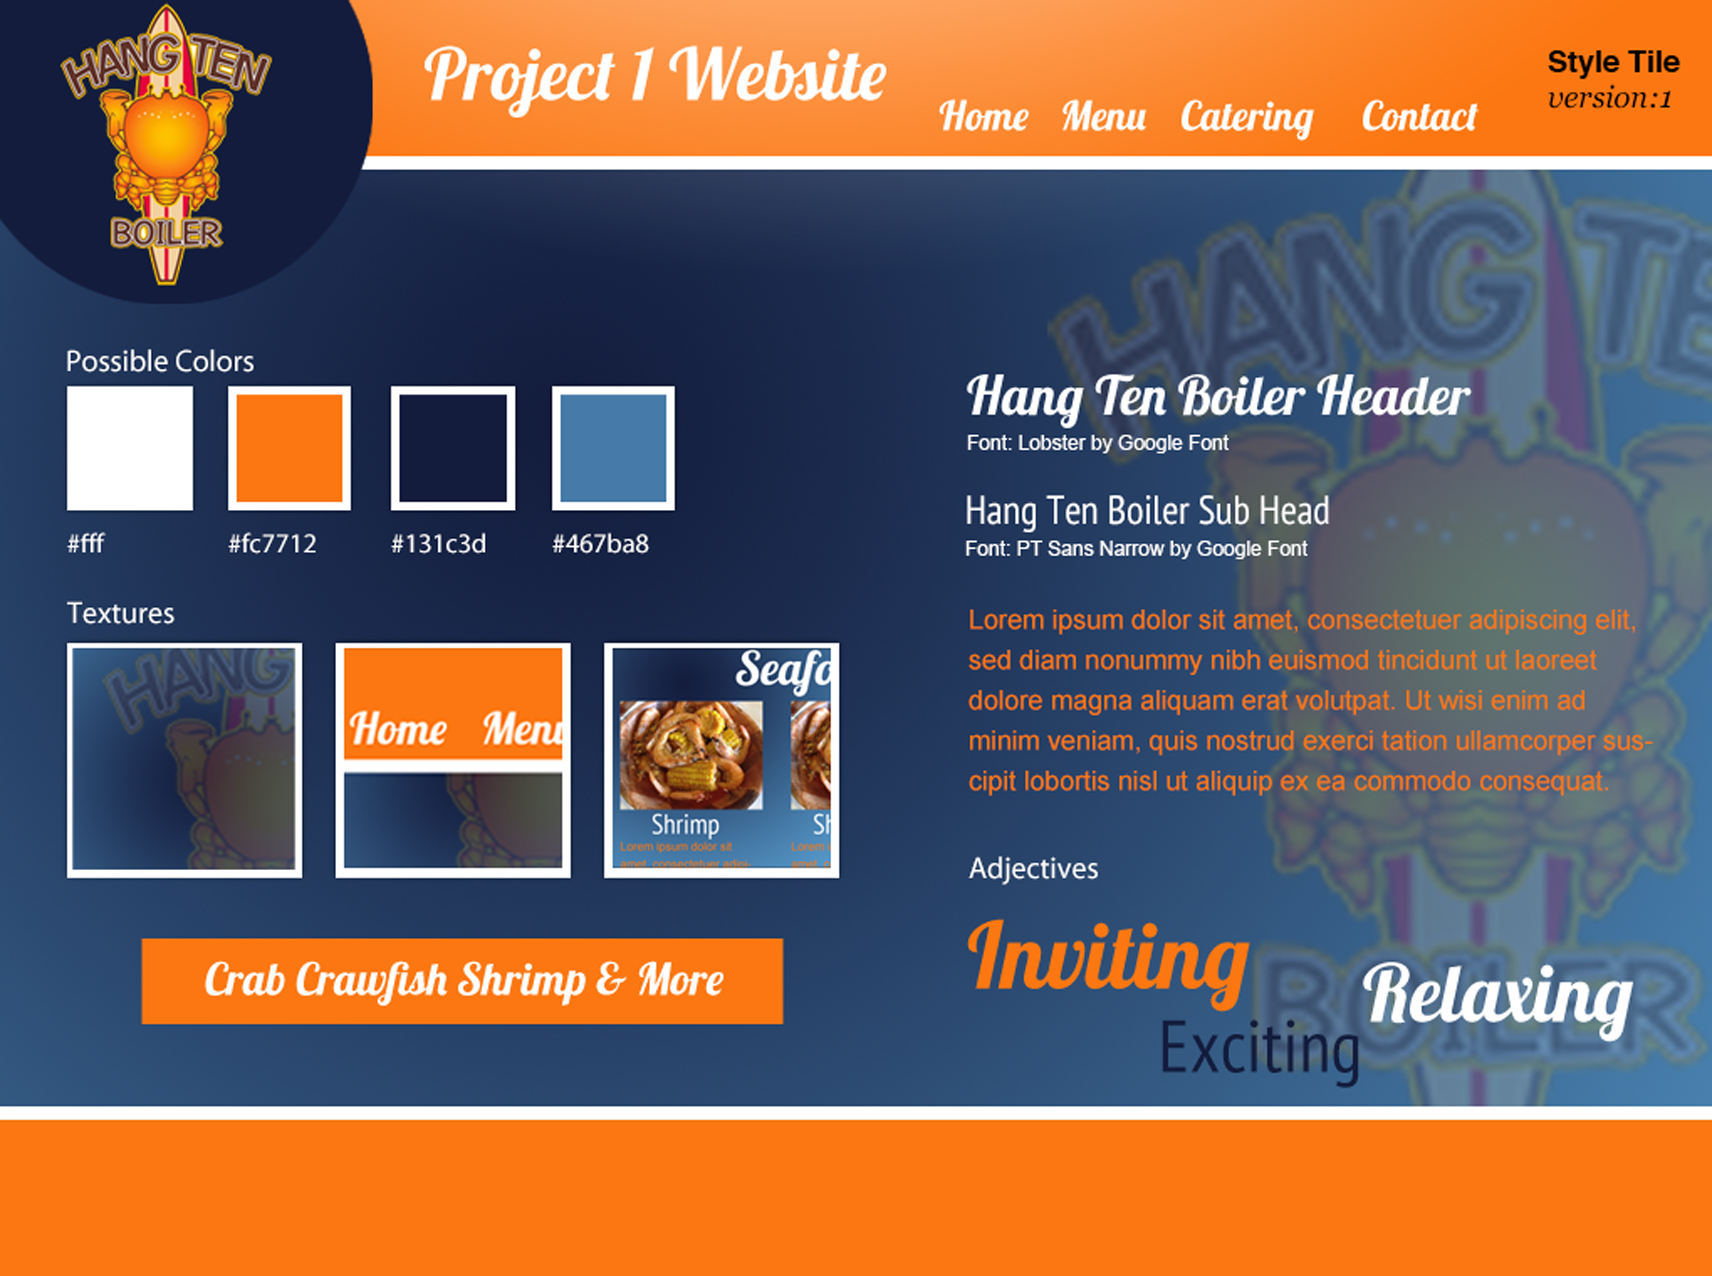 HANG TEN
BOILER
Project 1 Website
Home Menu Catering Contact
Style Tile
version:1
HANG TE
BOILER
Possible Colors
#fff #fc7712 #131c3d #467ba8
Textures
HANG
Home Menu
Seafo
Shrimp Sh
Lorem ipsum dolor sit Lorem i
amet, consectetuer adipi- amet, c
Crab Crawfish Shrimp & More
Hang Ten Boiler Header
Font: Lobster by Google Font
Hang Ten Boiler Sub Head
Font: PT Sans Narrow by Google Font
Lorem ipsum dolor sit amet, consectetuer adipiscing elit,
sed diam nonummy nibh euismod tincidunt ut laoreet
dolore magna aliquam erat volutpat. Ut wisi enim ad
minim veniam, quis nostrud exerci tation ullamcorper sus-
cipit lobortis nisl ut aliquip ex ea commodo consequat.
Adjectives
Inviting
Relaxing
Exciting